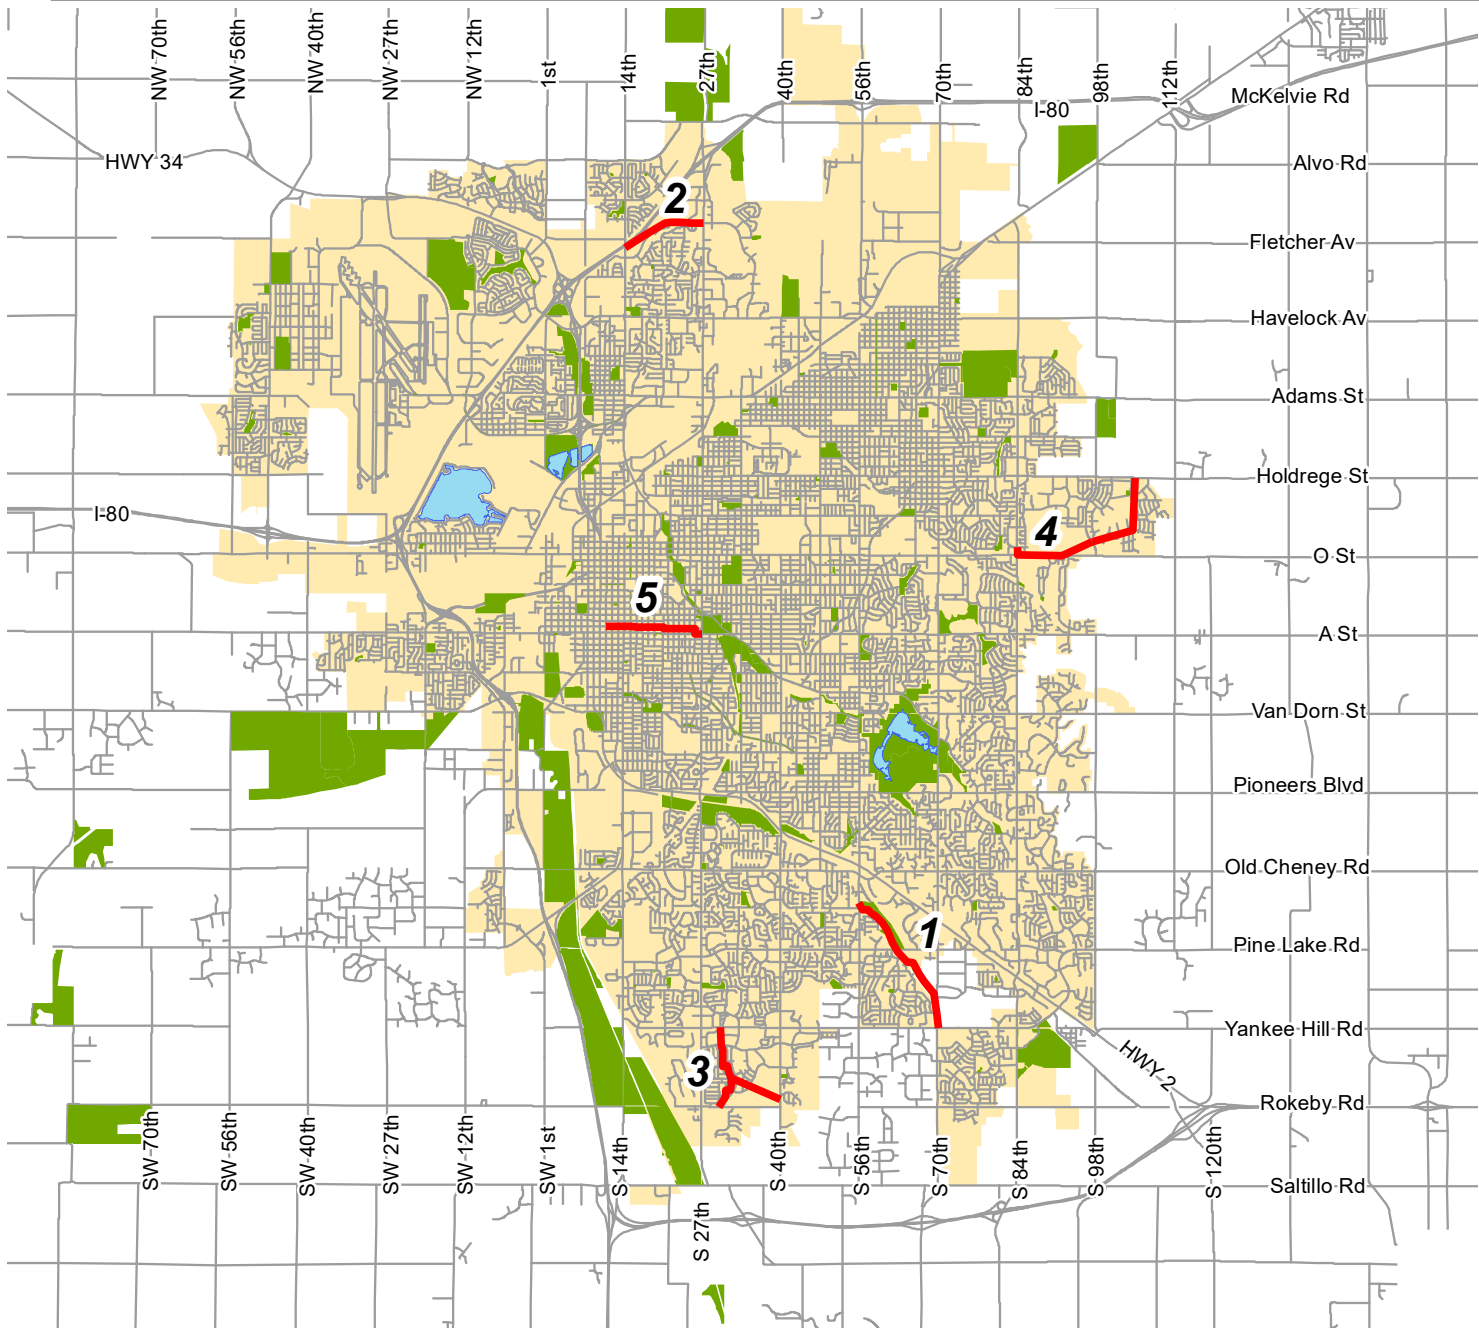 NW 70th
NW 56th
NW 40th
NW 27th
NW 12th
1st
14th
27th
40th
56th
70th
84th
98th
112th
McKelvie Rd
I-80
HWY 34
Alvo Rd
2
Fletcher Av
Havelock Av
Adams St
Holdrege St
I-80
4
O St
5
A St
Van Dorn St
Pioneers Blvd
Old Cheney Rd
1
Pine Lake Rd
Yankee Hill Rd
HWY 2
3
Rokeby Rd
SW 70th
SW 56th
SW 40th
SW 27th
SW 12th
SW 1st
S 14th
S 27th
S 40th
S 56th
S 70th
S 84th
S 98th
S 120th
Saltillo Rd